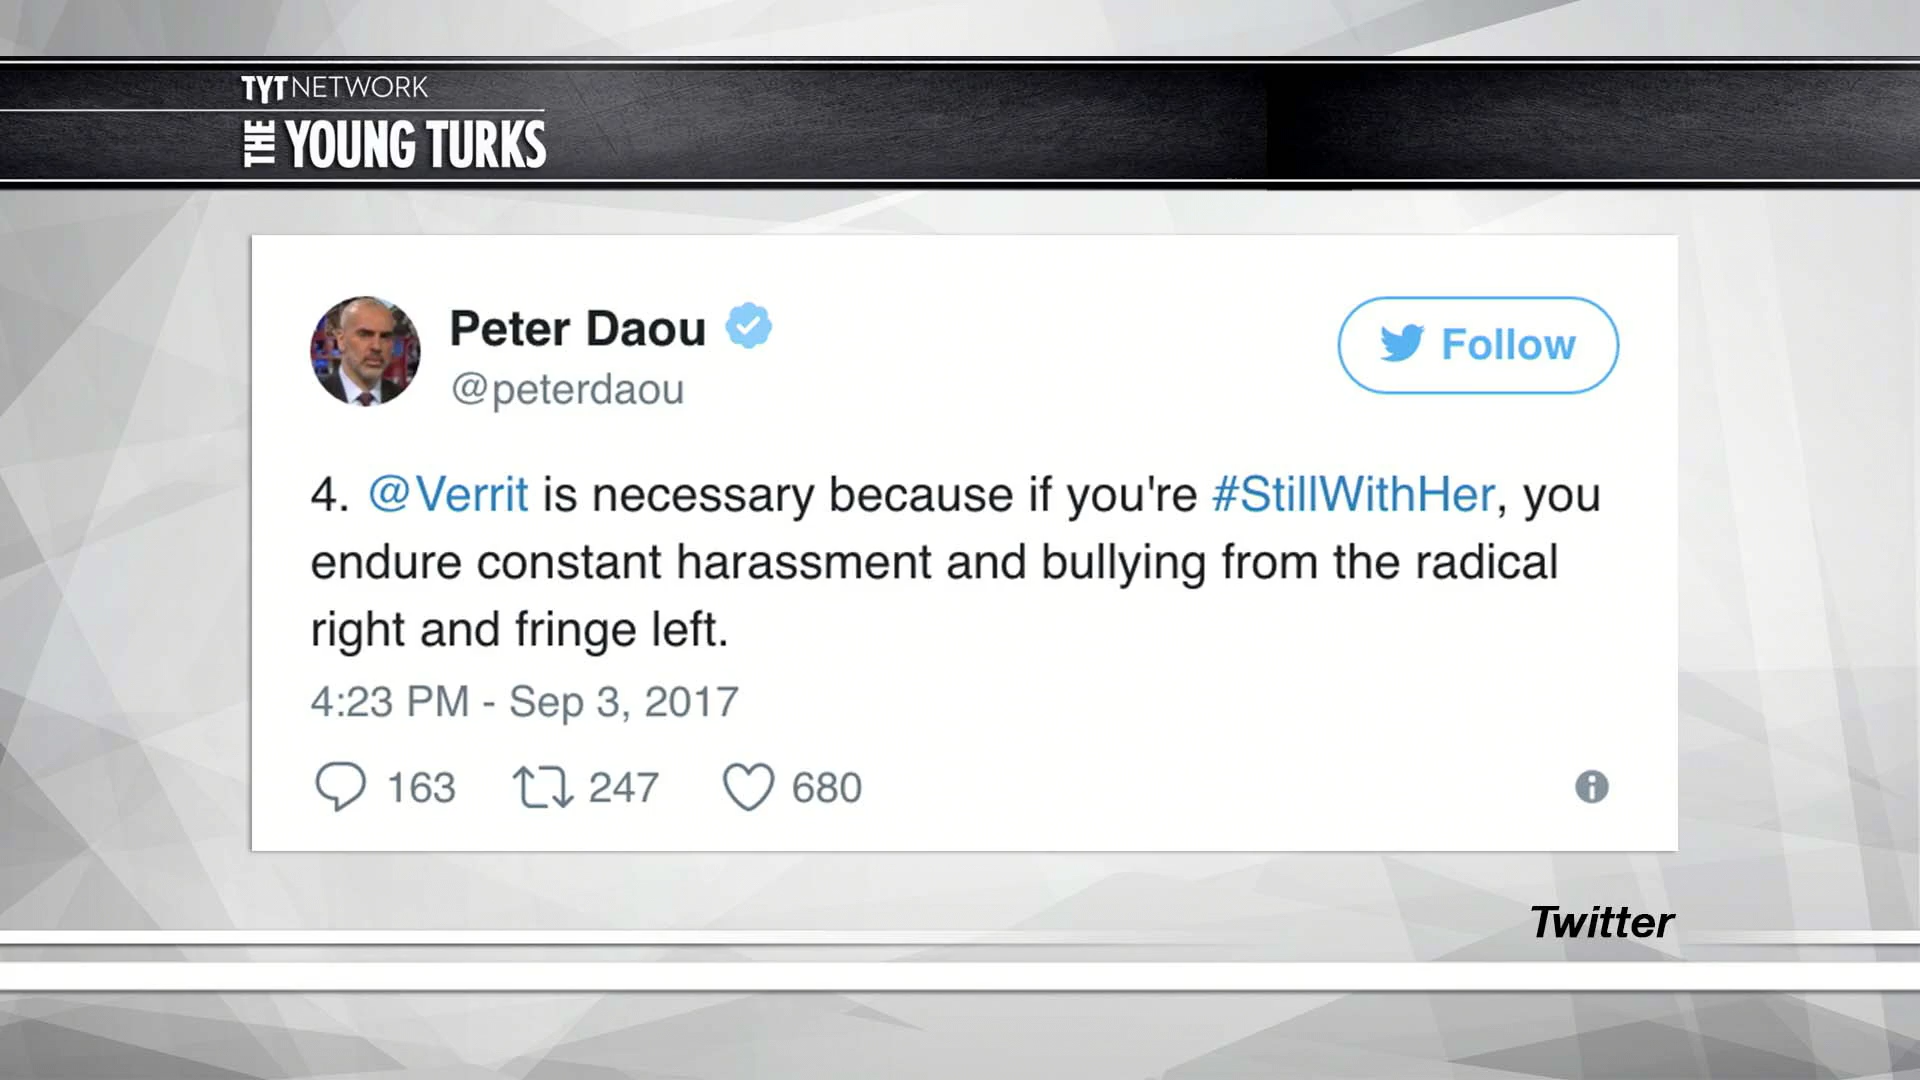 TYT NETWORK
THE YOUNG TURKS
Peter Daou
@peterdaou
Follow
4. @Verrit is necessary because if you're #StillWithHer, you
endure constant harassment and bullying from the radical
right and fringe left.
4:23 PM - Sep 3, 2017
163 247 680
Twitter